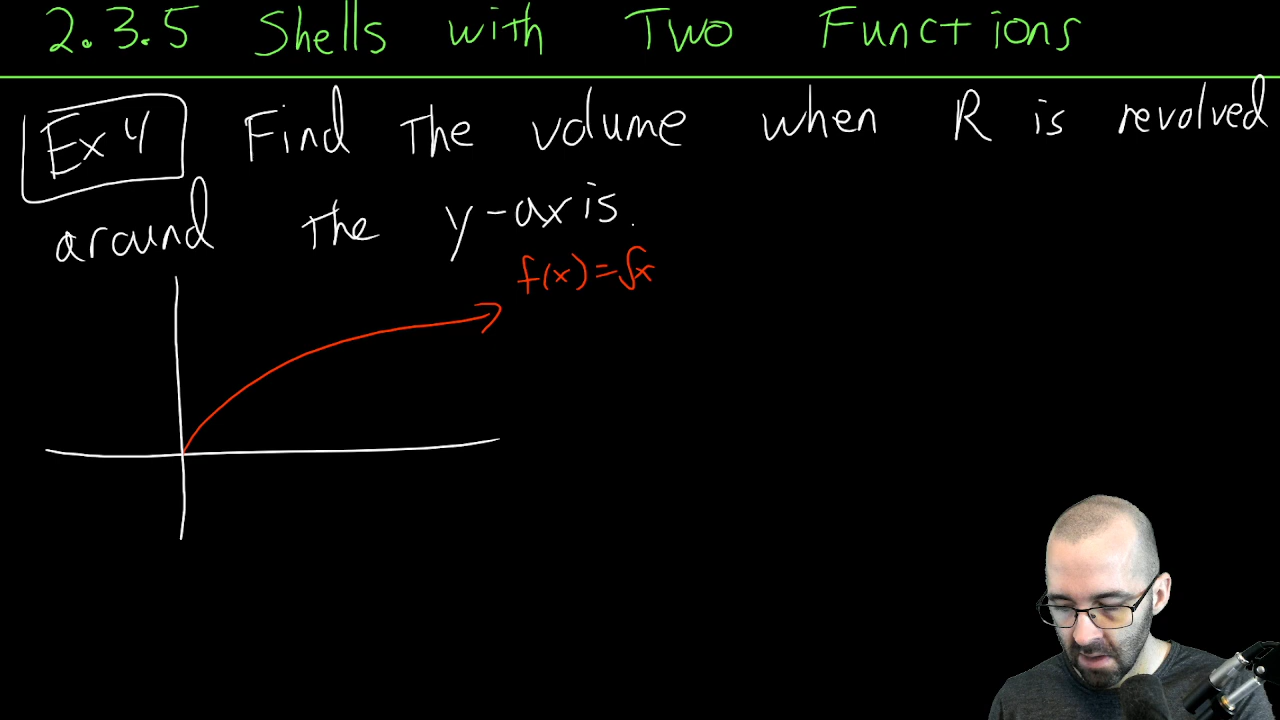 2.3.5 Shells with Two Functions
Ex 4 Find the volume when R is revolved
around the y-axis.
f(x)=√x